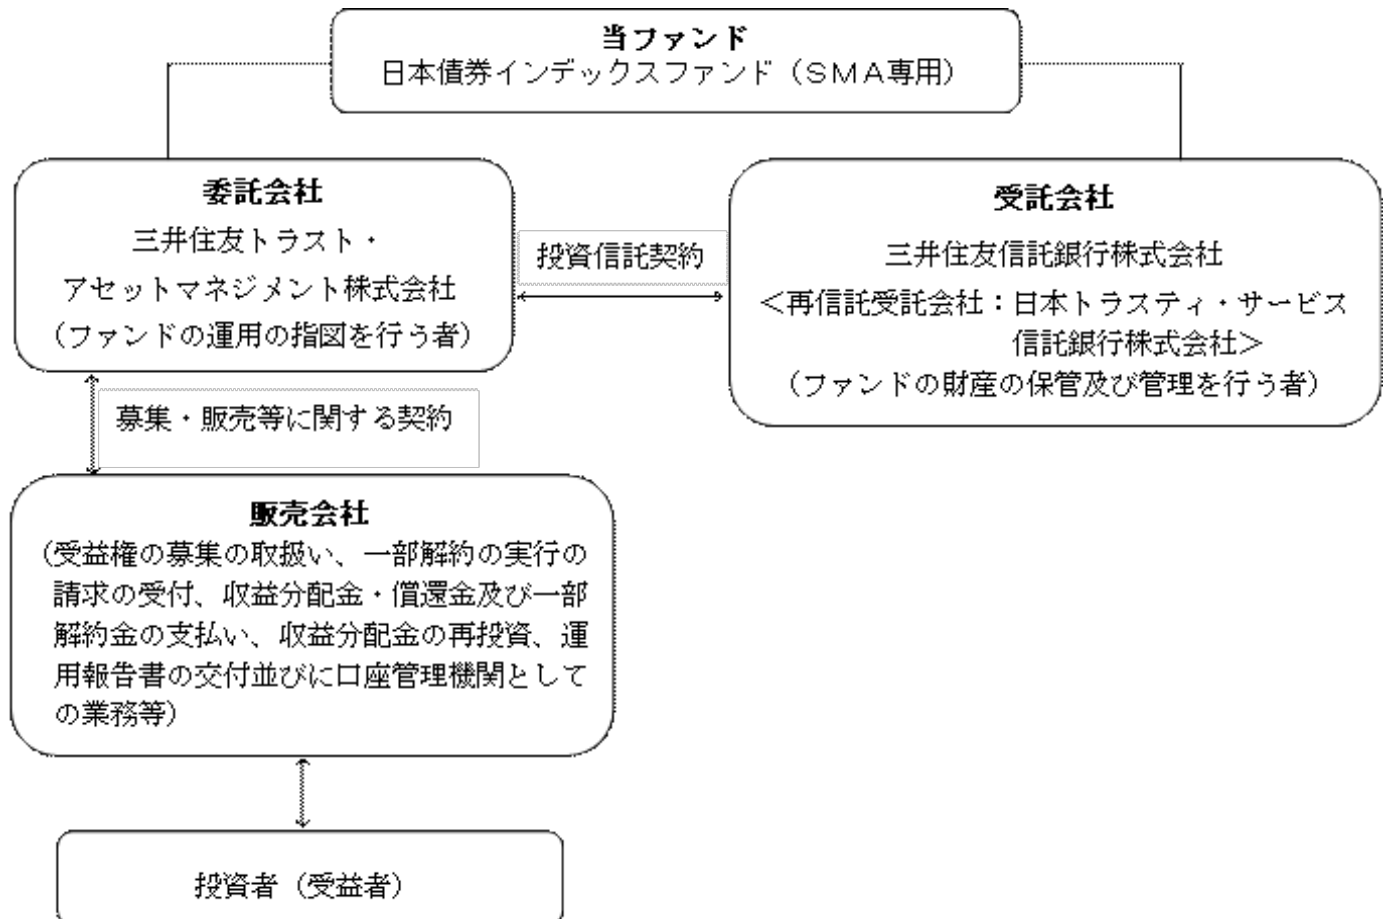 当ファンド
日本債券インデックスファンド（ＳＭＡ専用）
委託会社
三井住友トラスト・
アセットマネジメント株式会社
（ファンドの運用の指図を行う者）
投資信託契約
受託会社
三井住友信託銀行株式会社
＜再信託受託会社：日本トラスティ・サービス
信託銀行株式会社＞
（ファンドの財産の保管及び管理を行う者）
募集・販売等に関する契約
販売会社
（受益権の募集の取扱い、一部解約の実行の
請求の受付、収益分配金・償還金及び一部
解約金の支払い、収益分配金の再投資、運
用報告書の交付並びに口座管理機関として
の業務等）
投資者（受益者）